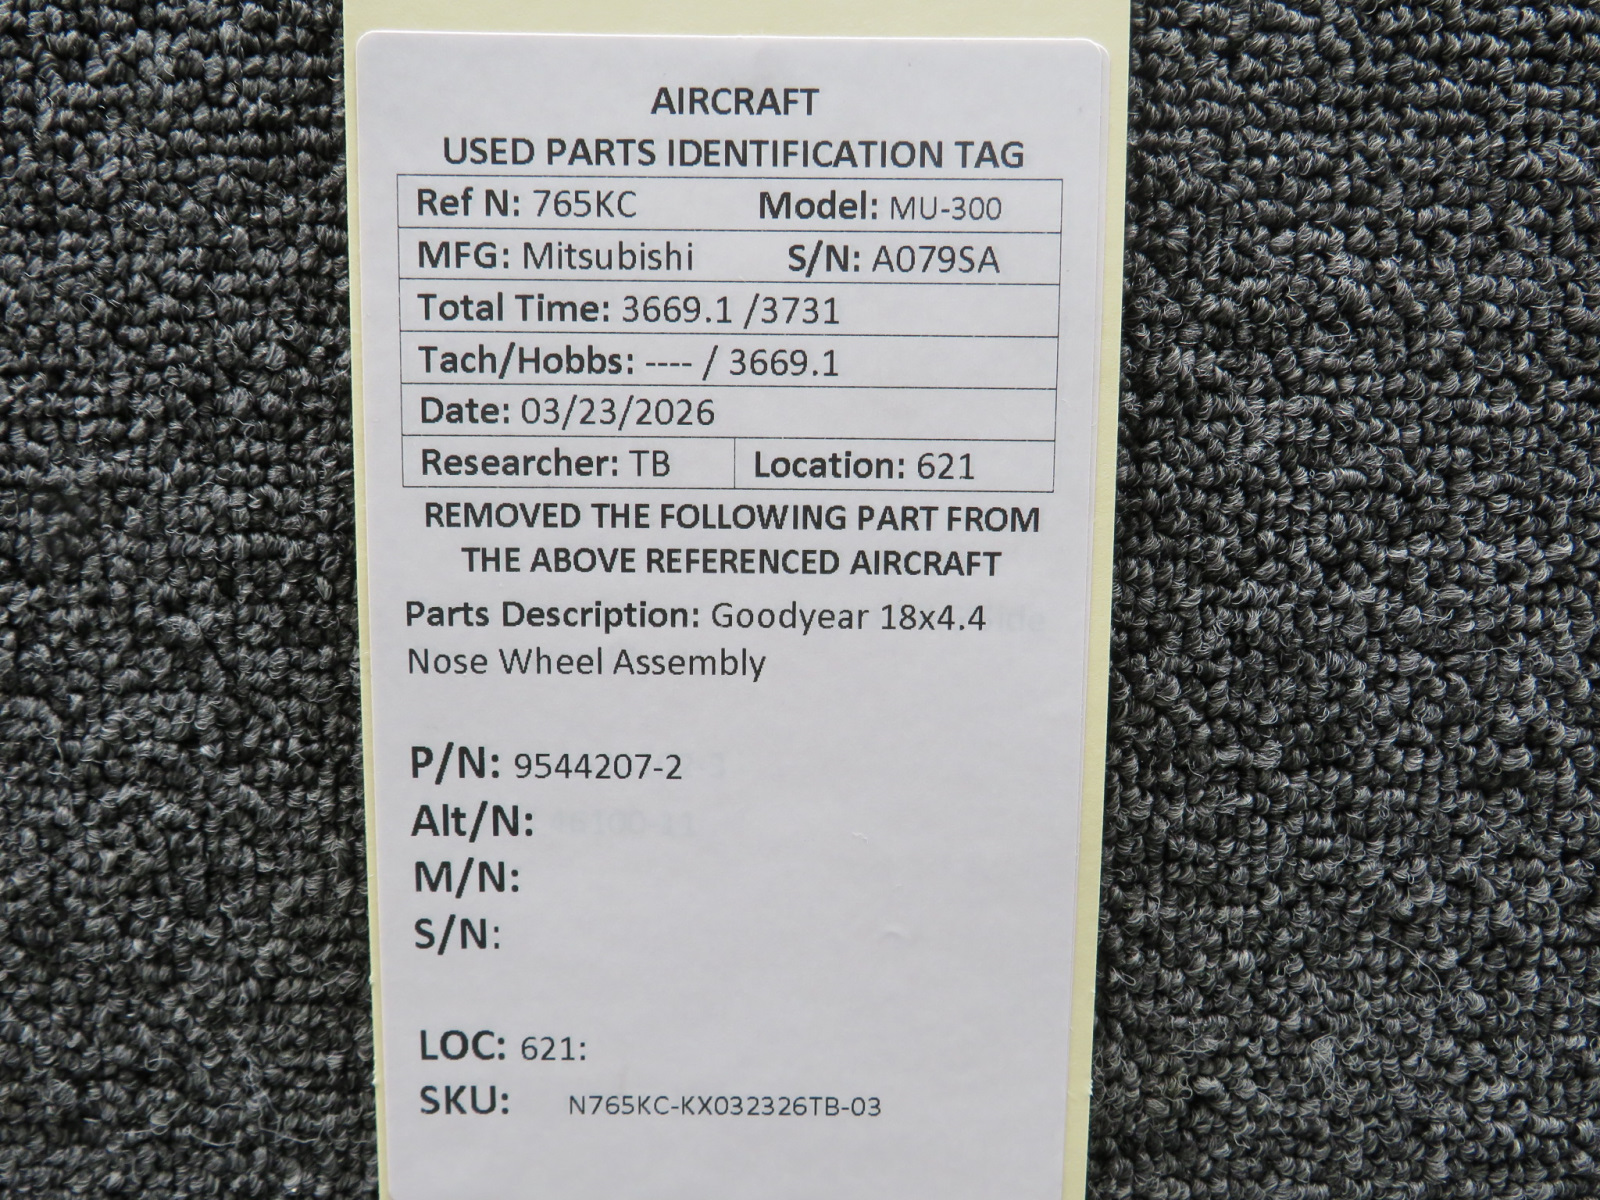 AIRCRAFT
USED PARTS IDENTIFICATION TAG
Ref N: 765KC Model: MU-300
MFG: Mitsubishi S/N: A079SA
Total Time: 3669.1 /3731
Tach/Hobbs: ---- / 3669.1
Date: 03/23/2026
Researcher: TB Location: 621
REMOVED THE FOLLOWING PART FROM
THE ABOVE REFERENCED AIRCRAFT
Parts Description: Goodyear 18x4.4
Nose Wheel Assembly
P/N: 9544207-2
Alt/N:
M/N:
S/N:
LOC: 621:
SKU: N765KC-KX032326TB-03